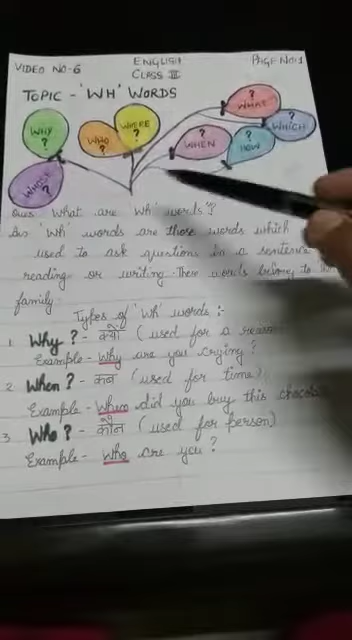 VIDEO NO-6 ENGLISH PAGE NO:1
CLASS III
TOPIC - 'WH' WORDS
WHY ?
WHO ?
WHERE ?
WHEN ?
WHAT ?
HOW ?
WHICH ?
WHOSE ?
Ques. What are 'Wh' words?
Ans. 'Wh' words are those words which
used to ask questions in a sentence
reading or writing. These words belong to
family.
Types of 'Wh' words :-
1. Why? - क्यों (used for a reason
Example - Why are you crying?
2. When? - कब (used for time)
Example - When did you buy this chocola
3. Who? - कौन (used for person)
Example - Who are you?